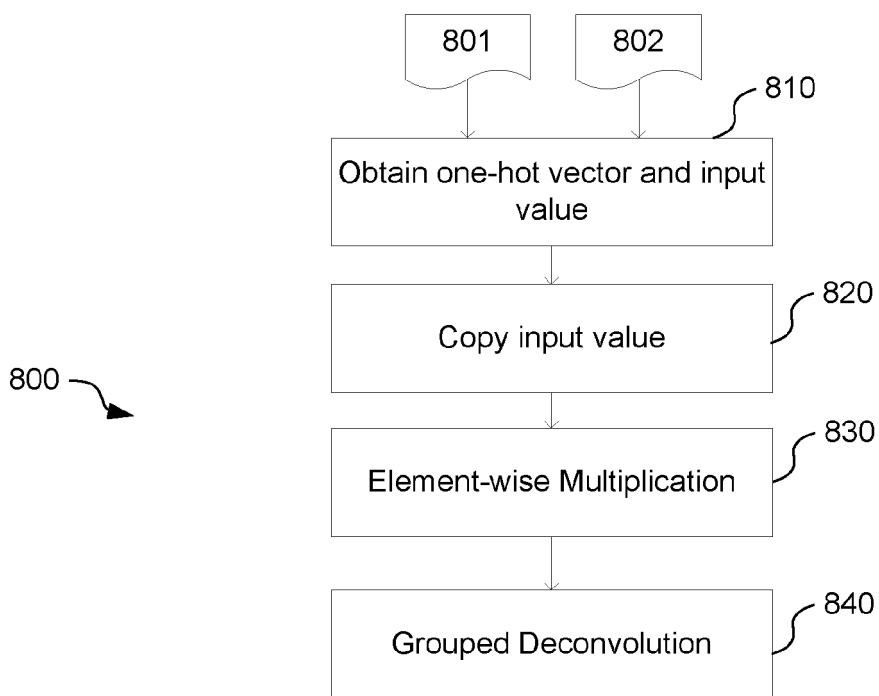 801
802
810
Obtain one-hot vector and input
value
820
Copy input value
800
830
Element-wise Multiplication
840
Grouped Deconvolution